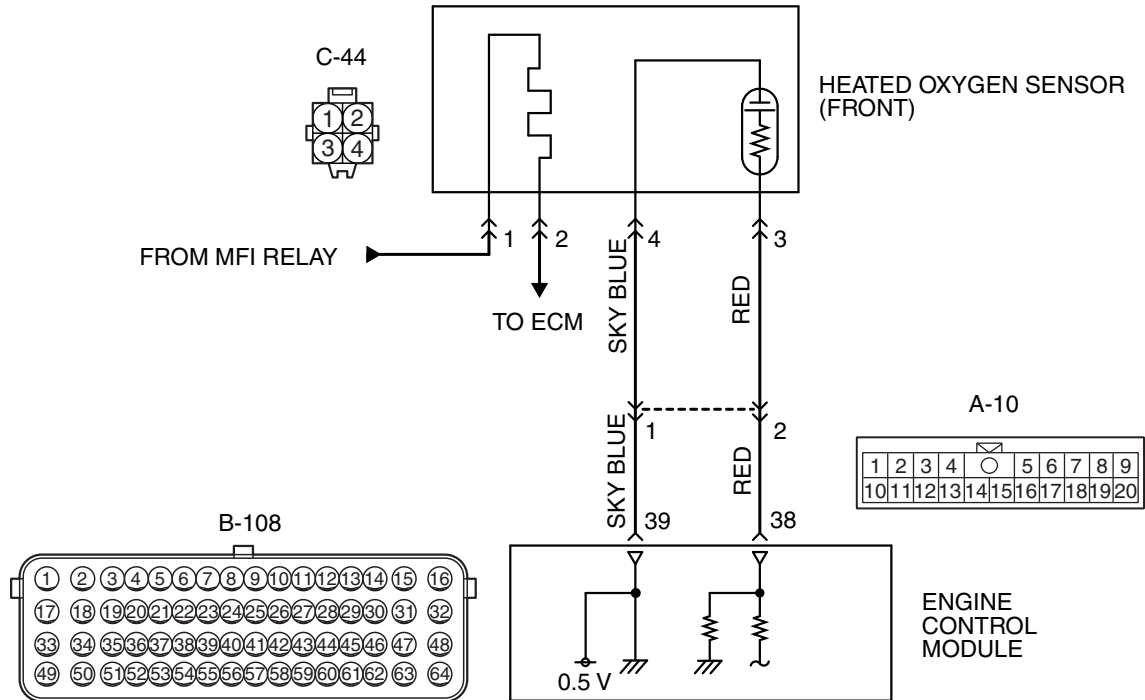 C-44
1 2
3 4
HEATED OXYGEN SENSOR
(FRONT)
1 2 4 3
FROM MFI RELAY
TO ECM
SKY BLUE
RED
1 2
SKY BLUE
RED
39 38
A-10
1 2 3 4 5 6 7 8 9
10 11 12 13 14 15 16 17 18 19 20
B-108
1 2 3 4 5 6 7 8 9 10 11 12 13 14 15 16
17 18 19 20 21 22 23 24 25 26 27 28 29 30 31 32
33 34 35 36 37 38 39 40 41 42 43 44 45 46 47 48
49 50 51 52 53 54 55 56 57 58 59 60 61 62 63 64
0.5 V
ENGINE
CONTROL
MODULE